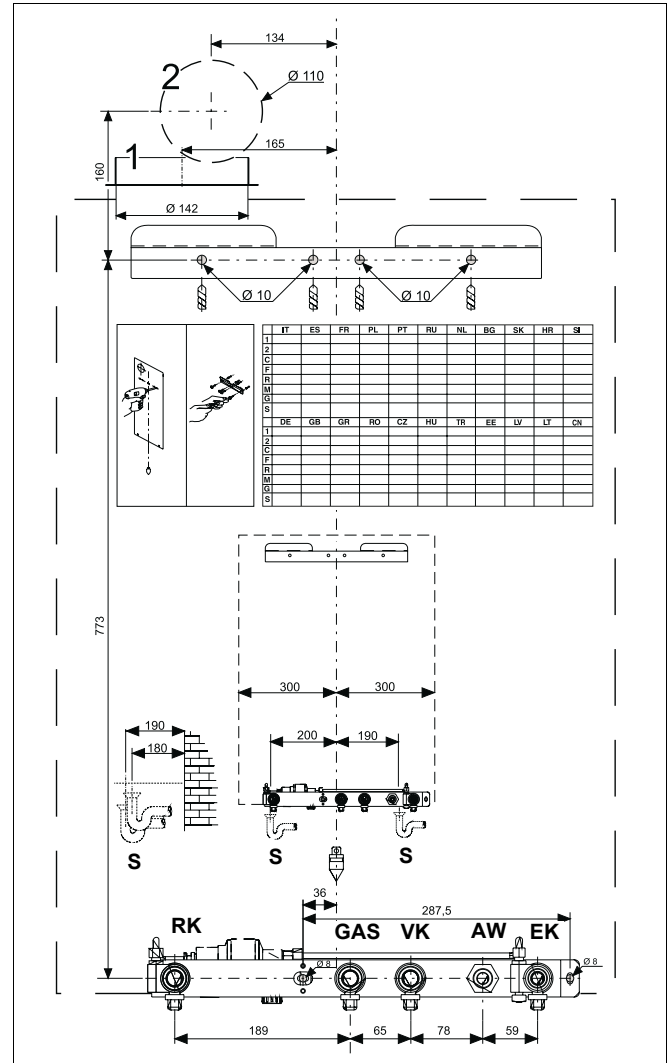 134
2
Ø 110
165
160
1
Ø 142
Ø 10
Ø 10
IT ES FR PL PT RU NL BG SK HR SI
1
2
C
F
R
M
G
S
DE GB GR RO CZ HU TR EE LV LT CN
1
2
C
F
R
M
G
S
773
300 300
190
200 190
180
S
S
S
36
287,5
RK GAS VK AW EK
Ø 8
Ø 8
189 65 78 59